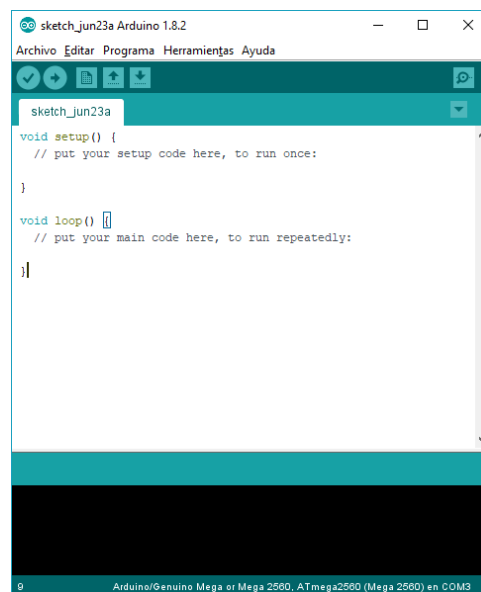 sketch_jun23a Arduino 1.8.2
Archivo Editar Programa Herramientas Ayuda
sketch_jun23a
void setup() {
// put your setup code here, to run once:
}
void loop() {
// put your main code here, to run repeatedly:
}
9 Arduino/Genuino Mega or Mega 2560, ATmega2560 (Mega 2560) en COM3